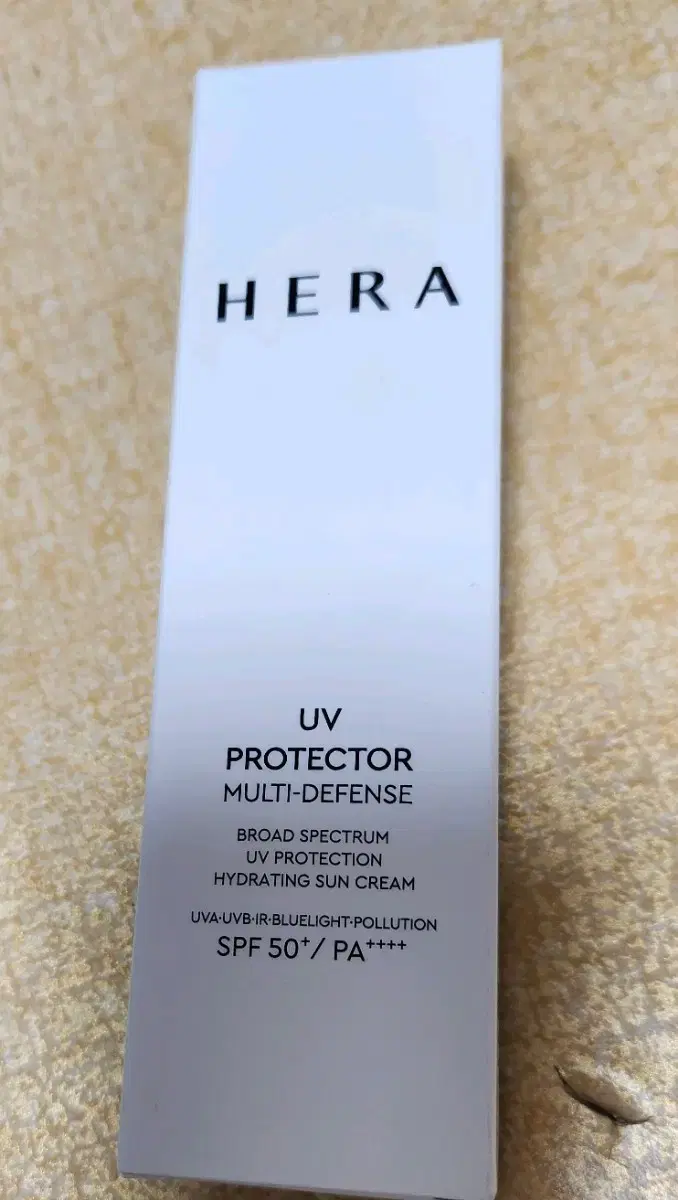 HERA
UV
PROTECTOR
MULTI-DEFENSE
BROAD SPECTRUM
UV PROTECTION
HYDRATING SUN CREAM
UVA·UVB·IR·BLUELIGHT·POLLUTION
SPF 50⁺/ PA⁺⁺⁺⁺